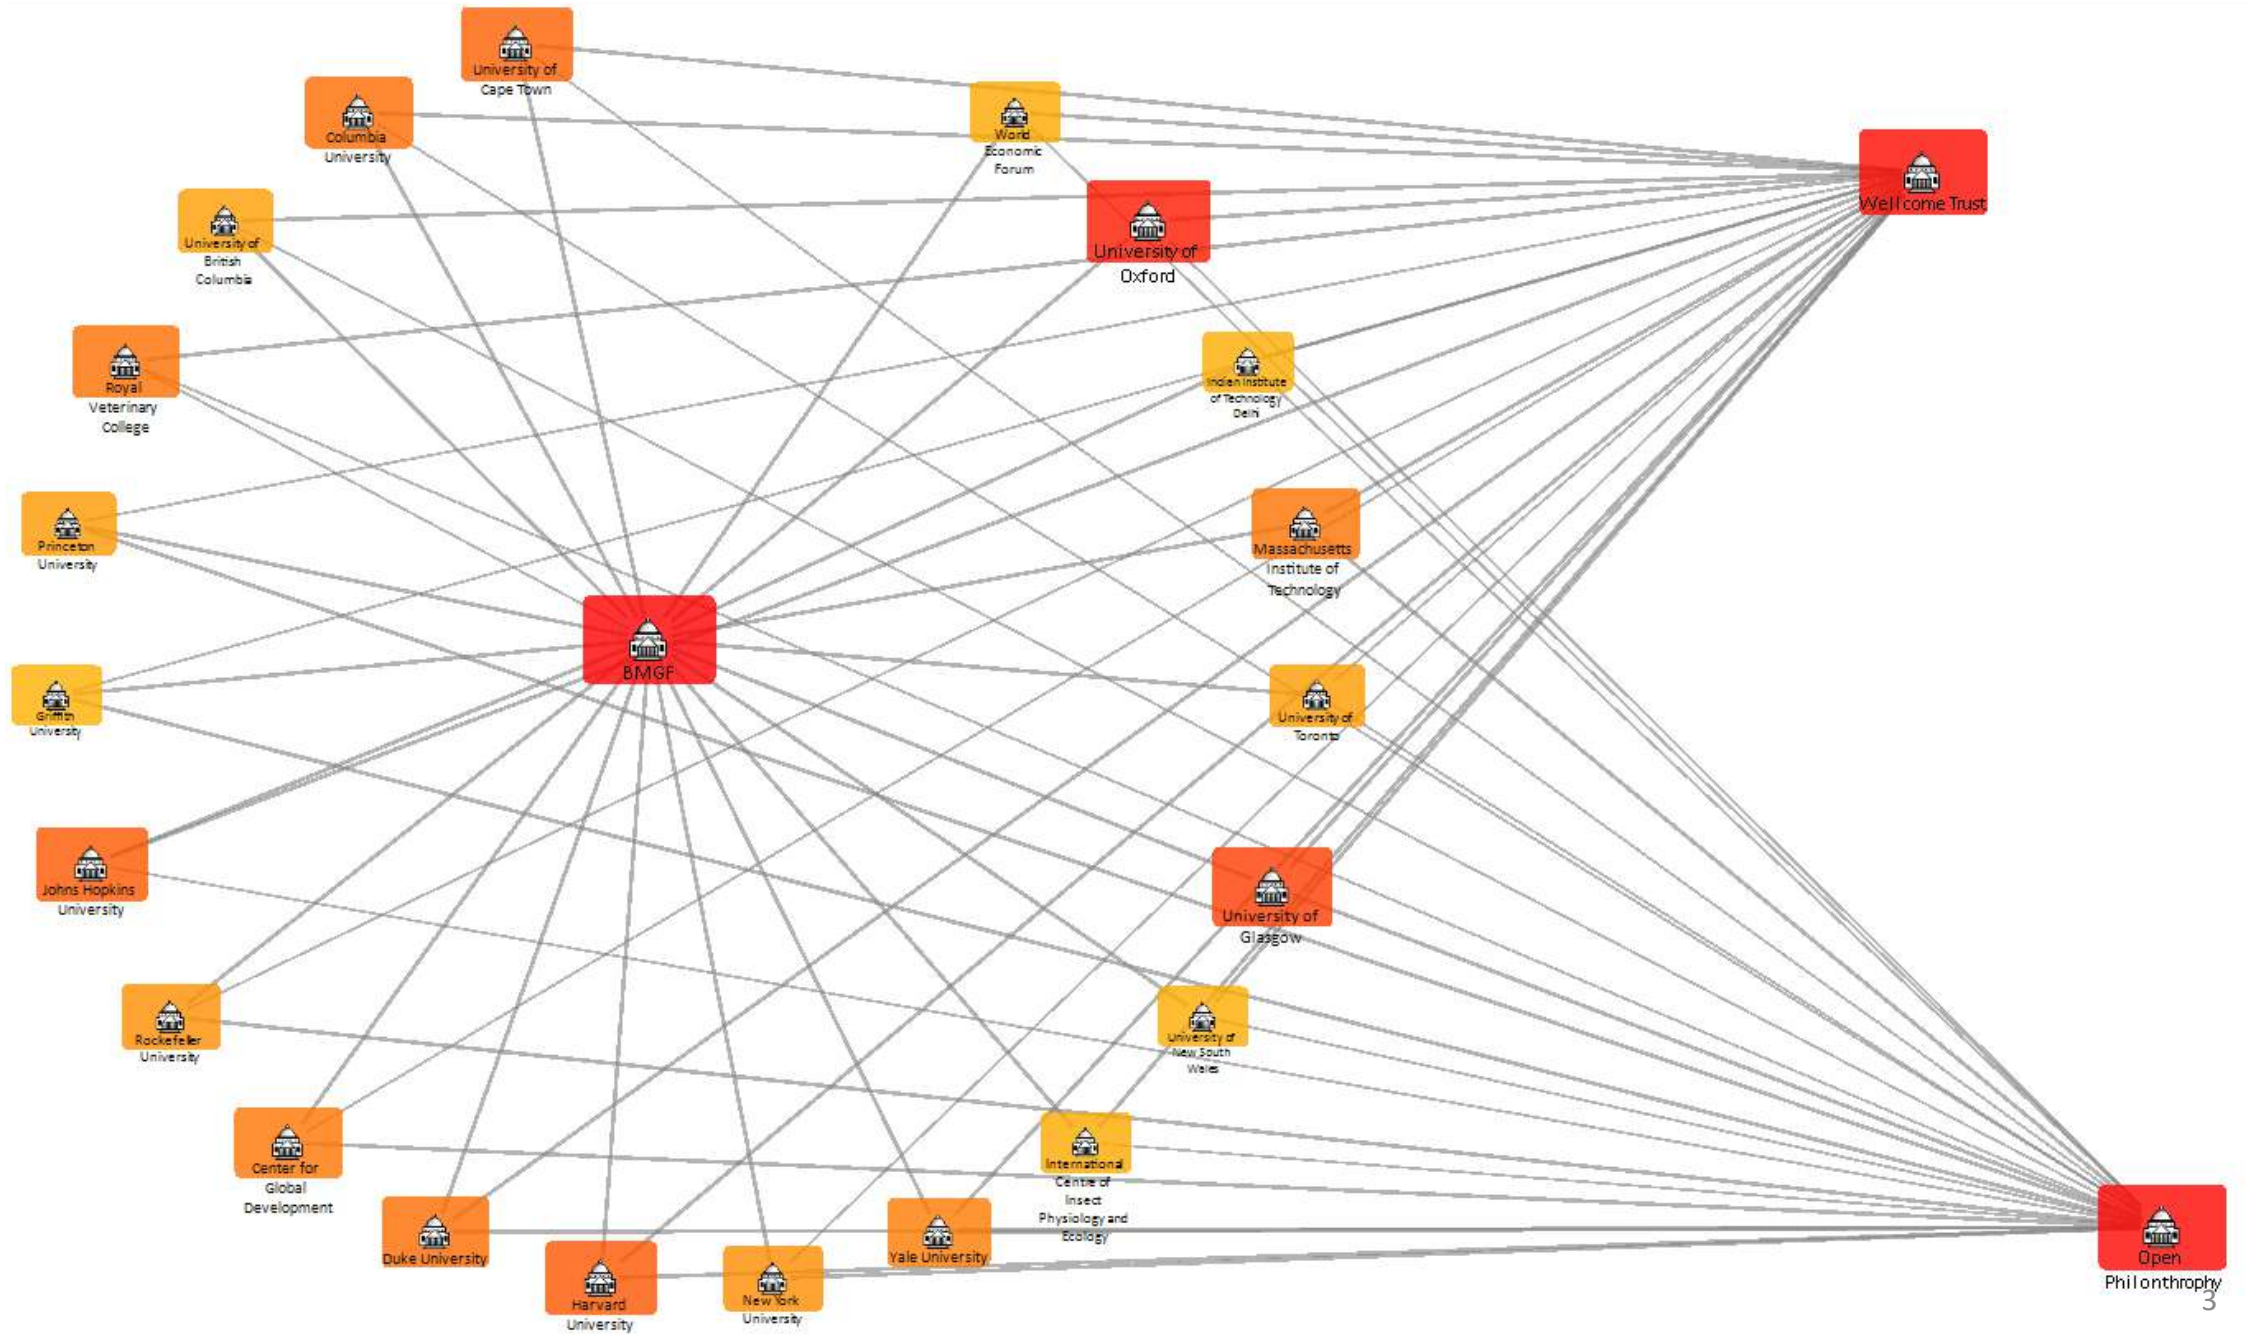 University of
Cape Town
Columbia
University
World
Economic
Forum
Wellcome Trust
University of
British
Columbia
University of
Oxford
Royal
Veterinary
College
Indian Institute
of Technology
Delhi
Princeton
University
Massachusetts
Institute of
Technology
BMGF
Griffith
University
University of
Toronto
Johns Hopkins
University
University of
Glasgow
Rockefeller
University
University of
New South
Wales
Center for
Global
Development
International
Centre of
Insect
Physiology and
Ecology
Duke University
Harvard
University
New York
University
Yale University
Open
Philonthrophy
3